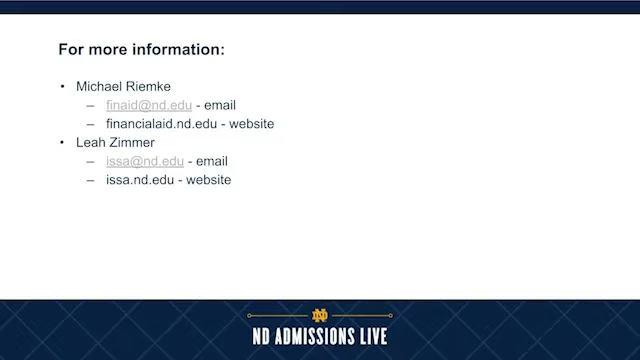 For more information:
• Michael Riemke
– finaid@nd.edu - email
– financialaid.nd.edu - website
• Leah Zimmer
– issa@nd.edu - email
– issa.nd.edu - website
ND
ND ADMISSIONS LIVE